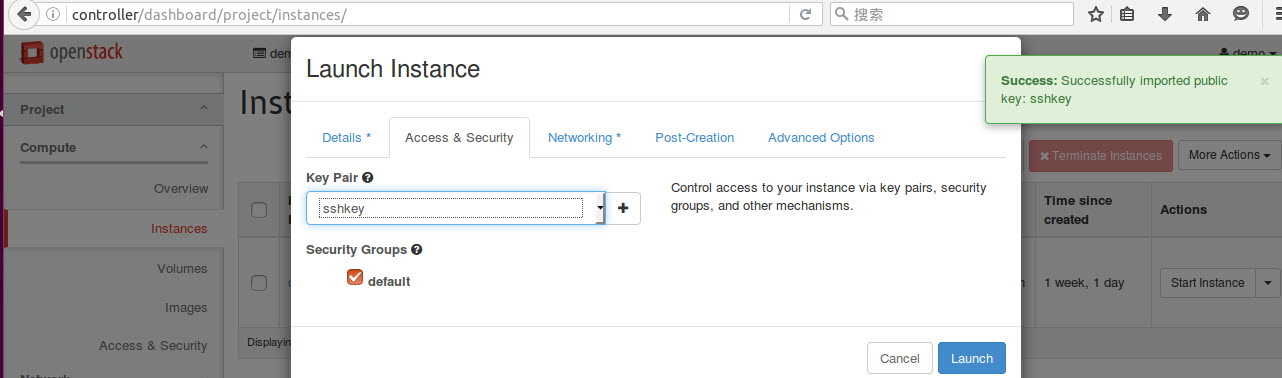 controller/dashboard/project/instances/
搜索
openstack
dem
demo
Launch Instance
Success: Successfully imported public
key: sshkey
Project
Inst
Details *
Access & Security
Networking *
Post-Creation
Advanced Options
Compute
Terminate Instances
More Actions
Key Pair
Control access to your instance via key pairs, security
groups, and other mechanisms.
Overview
sshkey
Time since
created
Actions
Instances
Security Groups
Volumes
default
1 week, 1 day
Start Instance
Images
Displayin
Access & Security
Cancel
Launch